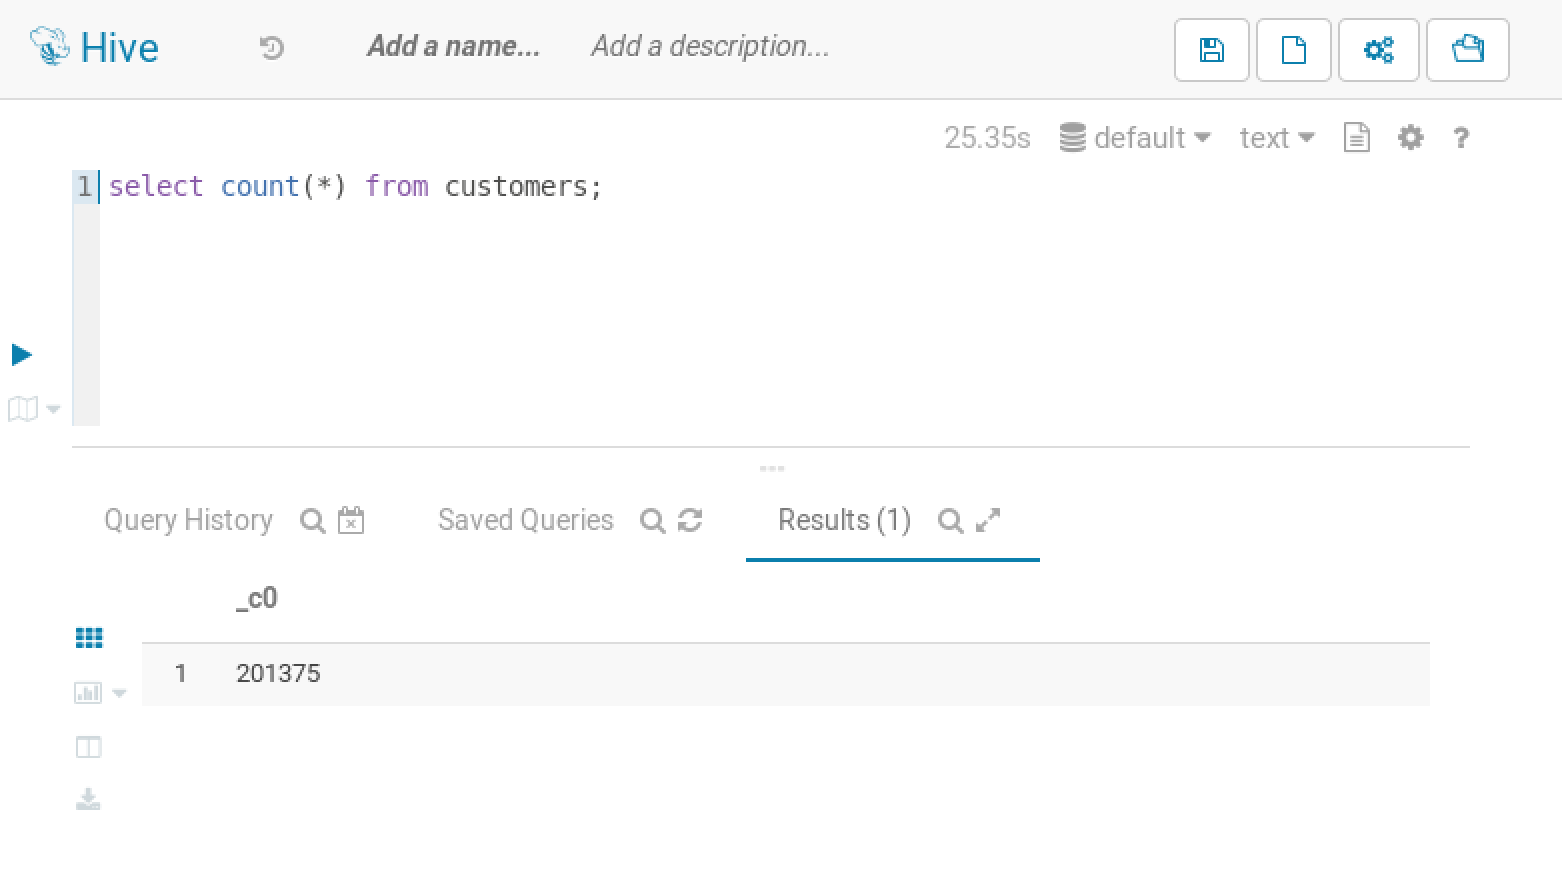 Hive Add a name... Add a description...
25.35s default text ?
1 select count(*) from customers;
Query History Saved Queries Results (1)
_c0
1 201375